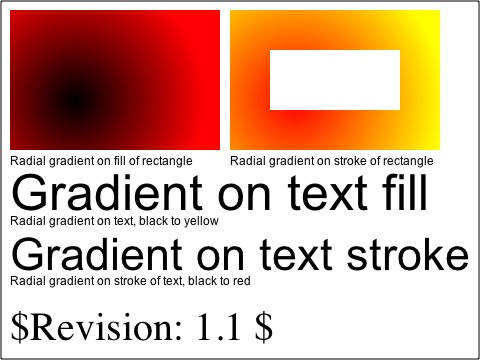 Radial gradient on fill of rectangle
Radial gradient on stroke of rectangle
Gradient on text fill
Radial gradient on text, black to yellow
Gradient on text stroke
Radial gradient on stroke of text, black to red
$Revision: 1.1 $